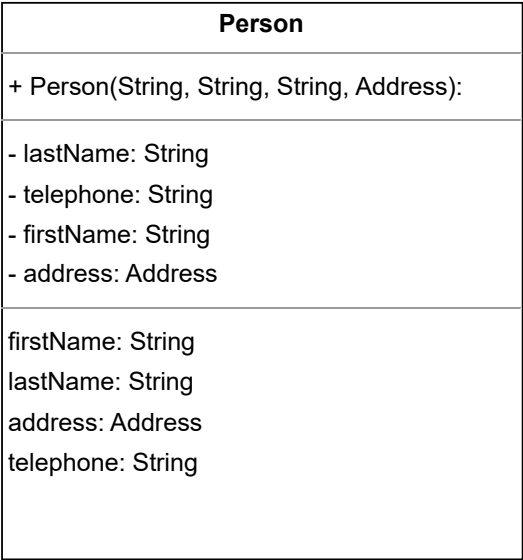 Person
+ Person(String, String, String, Address):
- lastName: String
- telephone: String
- firstName: String
- address: Address
firstName: String
lastName: String
address: Address
telephone: String